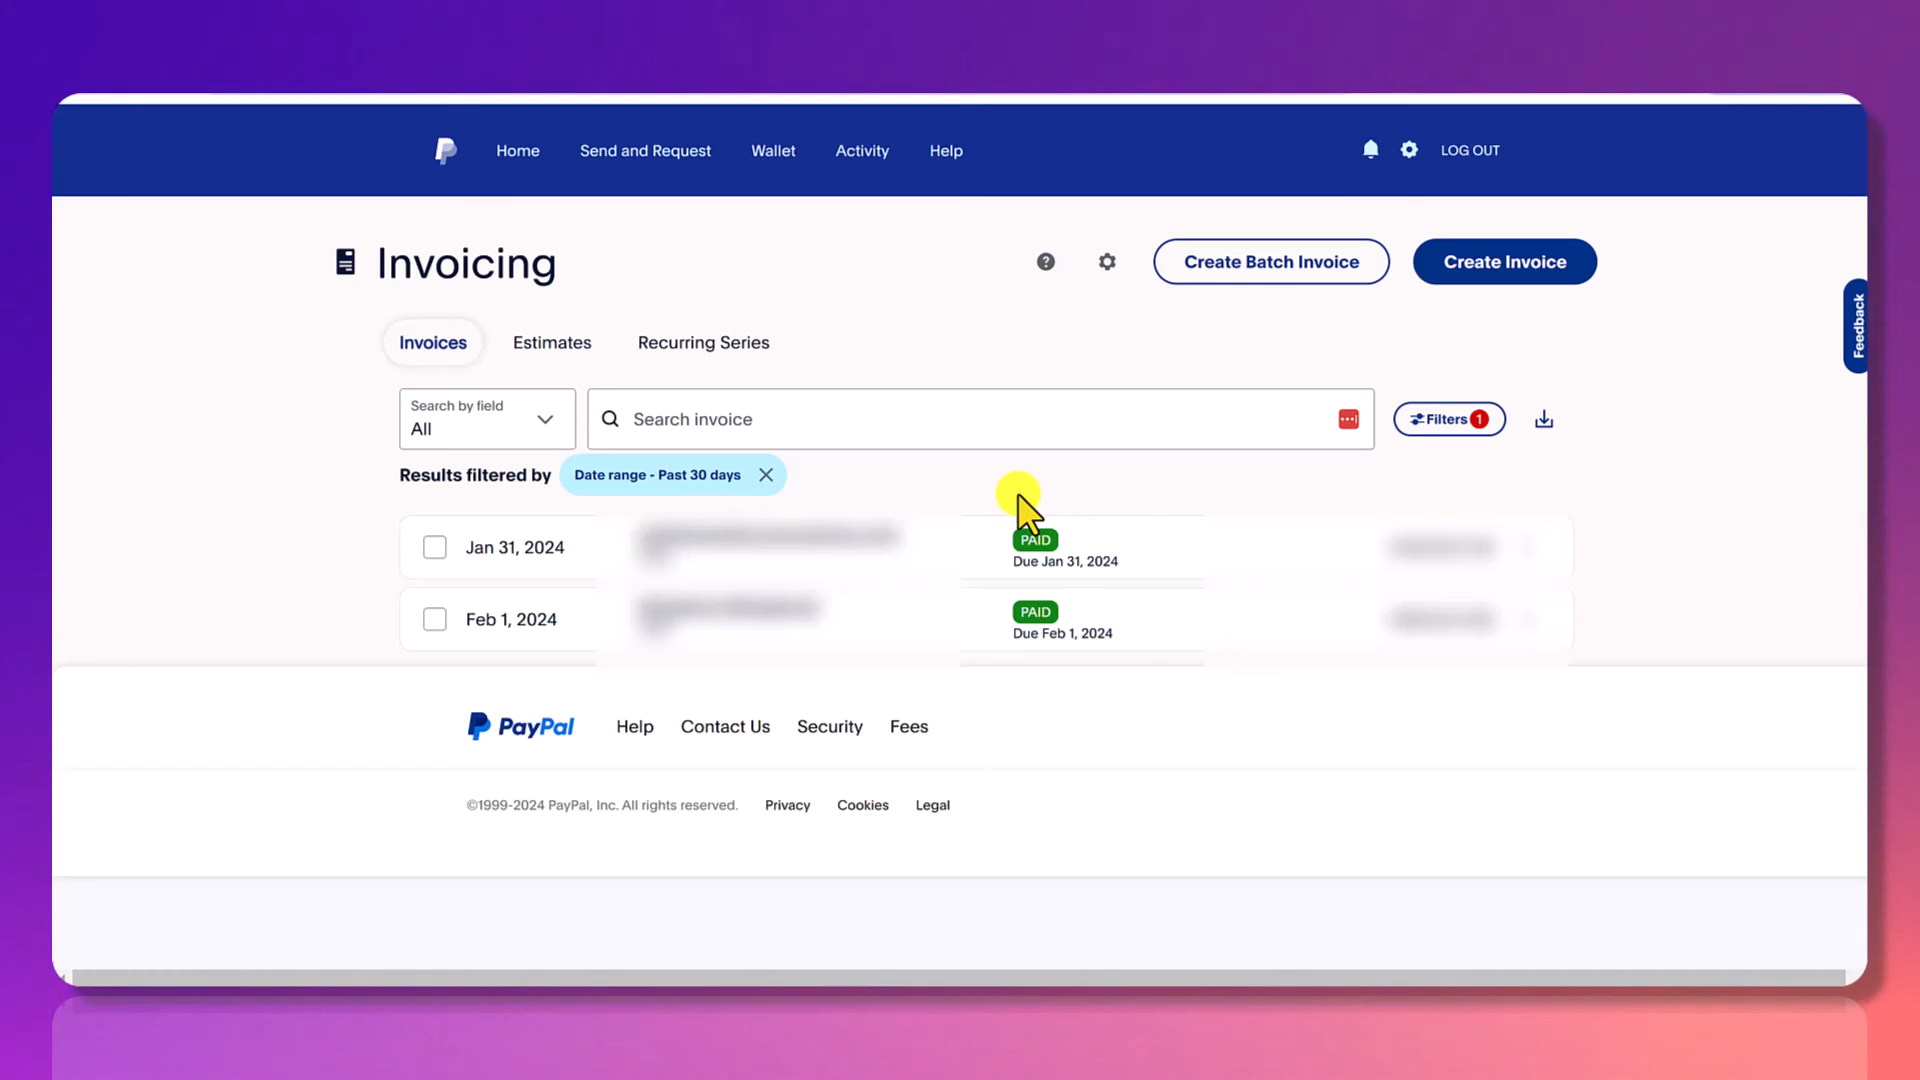 Home Send and Request Wallet Activity Help LOG OUT
Invoicing Create Batch Invoice Create Invoice
Feedback
Invoices Estimates Recurring Series
Search by field
All Search invoice Filters 1
Results filtered by Date range - Past 30 days
Jan 31, 2024 PAID
Due Jan 31, 2024
Feb 1, 2024 PAID
Due Feb 1, 2024
PayPal Help Contact Us Security Fees
©1999-2024 PayPal, Inc. All rights reserved. Privacy Cookies Legal